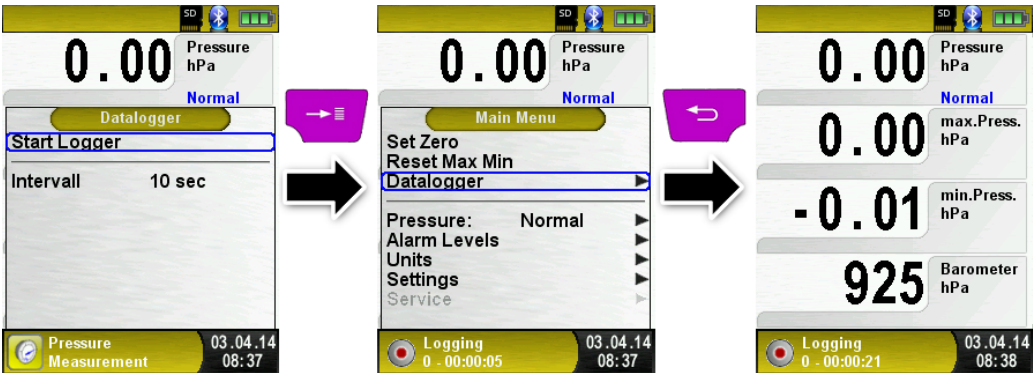 SD
0.00 Pressure
hPa
Normal
Datalogger
Start Logger
Intervall 10 sec
Pressure
Measurement
03.04.14
08:37
SD
0.00 Pressure
hPa
Normal
Main Menu
Set Zero
Reset Max Min
Datalogger
Pressure: Normal
Alarm Levels
Units
Settings
Service
Logging
0 - 00:00:05
03.04.14
08:37
SD
0.00 Pressure
hPa
Normal
0.00 max.Press.
hPa
-0.01 min.Press.
hPa
925 Barometer
hPa
Logging
0 - 00:00:21
03.04.14
08:38